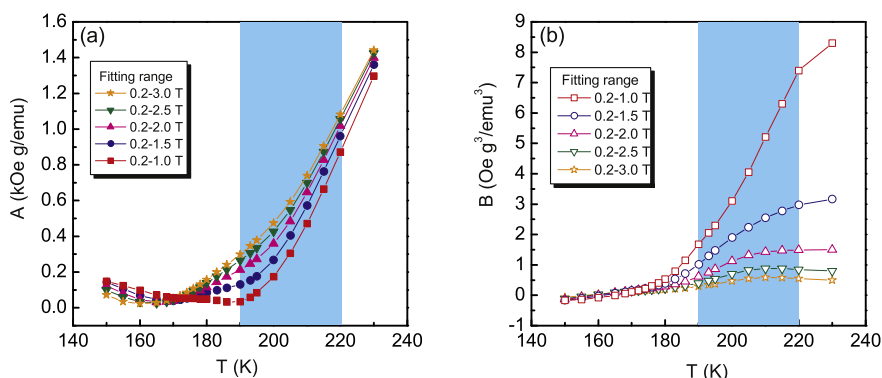 (a)
A (kOe g/emu)
1.6
1.4
1.2
1.0
0.8
0.6
0.4
0.2
0.0
Fitting range
0.2-3.0 T
0.2-2.5 T
0.2-2.0 T
0.2-1.5 T
0.2-1.0 T
140 160 180 200 220 240
T (K)
(b)
B (Oe g³/emu³)
9
8
7
6
5
4
3
2
1
0
-1
Fitting range
0.2-1.0 T
0.2-1.5 T
0.2-2.0 T
0.2-2.5 T
0.2-3.0 T
140 160 180 200 220 240
T (K)